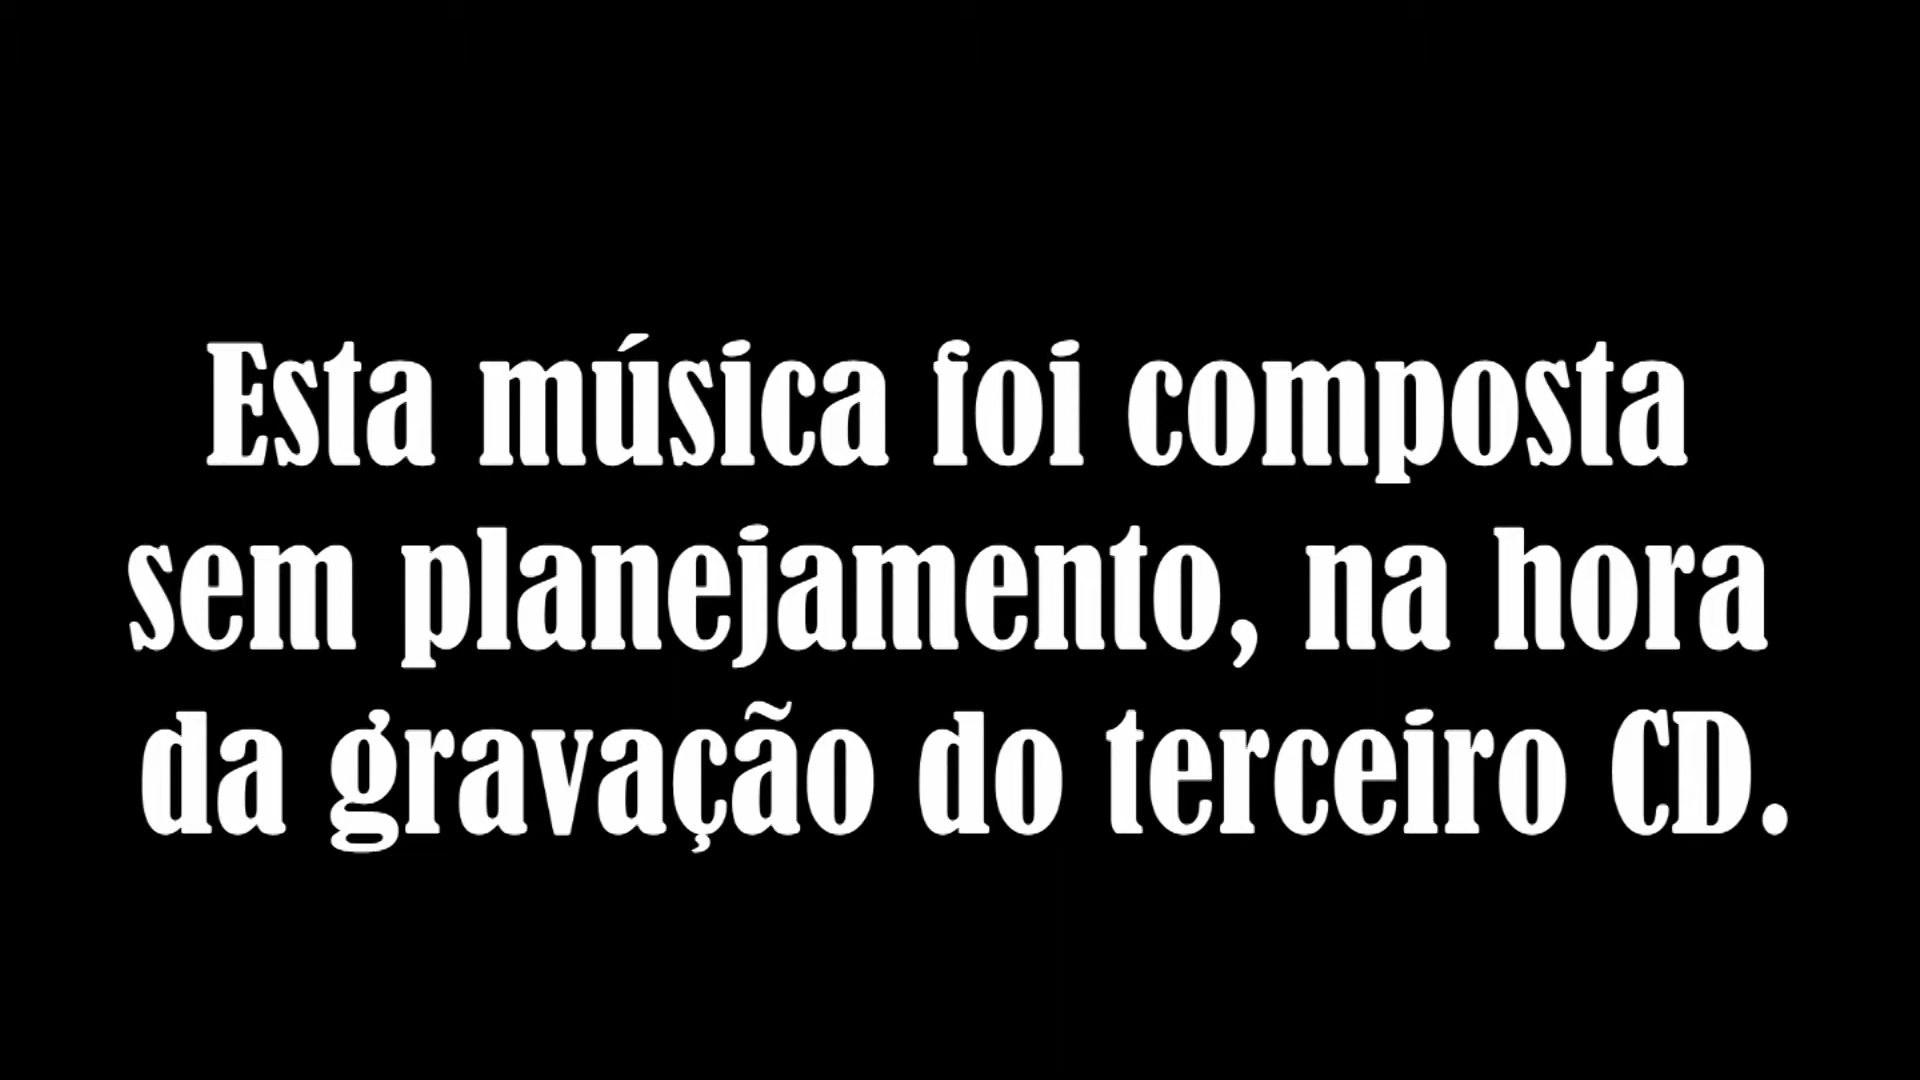 Esta música foi composta
sem planejamento, na hora
da gravação do terceiro CD.